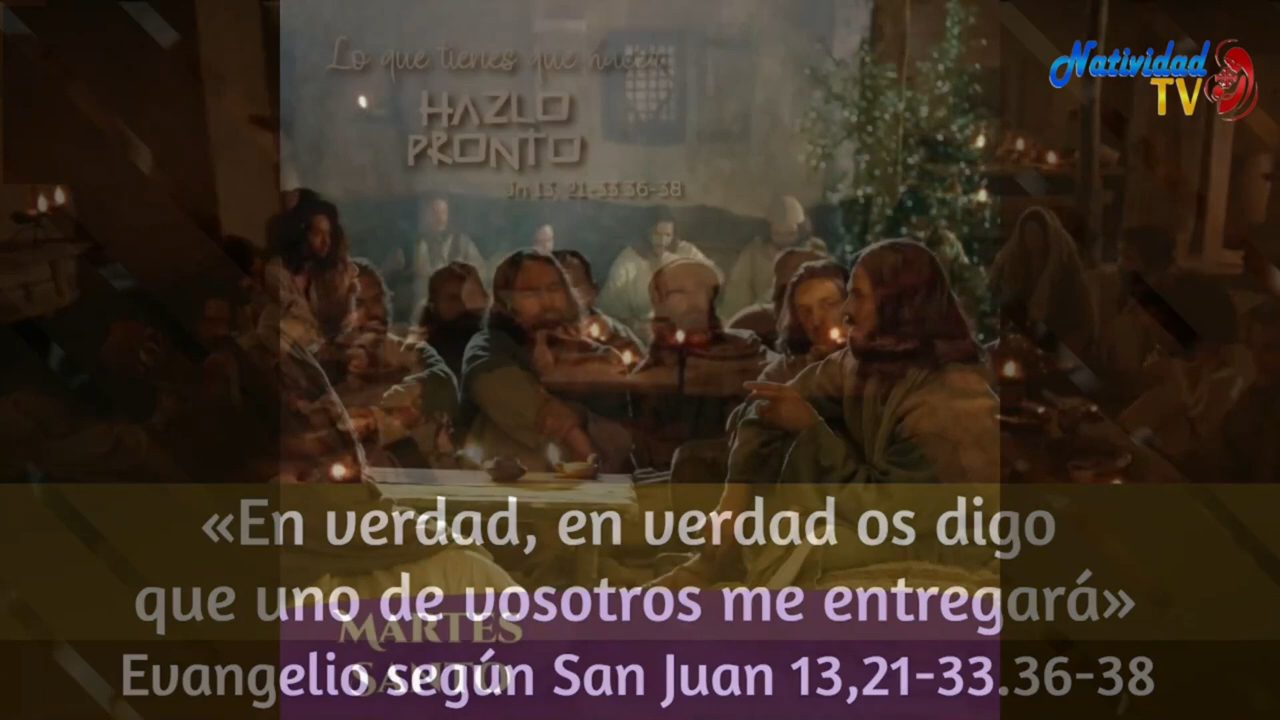 Lo que tienes que hacer
HAZLO
PRONTO
Jn 13, 21-33.36-38
Natividad
TV
«En verdad, en verdad os digo
que uno de vosotros me entregará»
MARTES
SANTO
Evangelio según San Juan 13,21-33.36-38